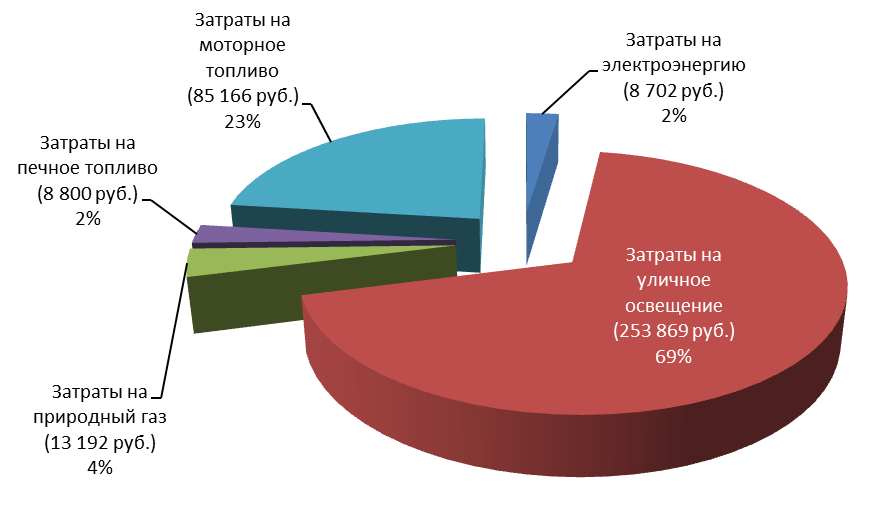 Затраты на
моторное
топливо
(85 166 руб.)
23%
Затраты на
электроэнергию
(8 702 руб.)
2%
Затраты на
печное топливо
(8 800 руб.)
2%
Затраты на
уличное
освещение
(253 869 руб.)
69%
Затраты на
природный газ
(13 192 руб.)
4%